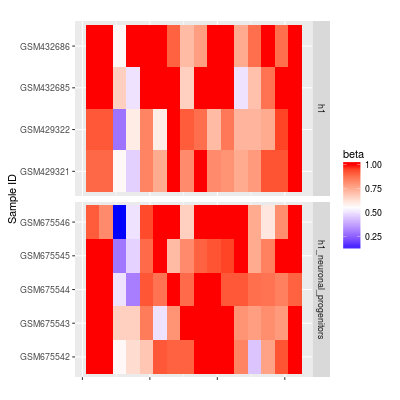 GSM432686
GSM432685
GSM429322
GSM429321
h1
GSM675546
GSM675545
GSM675544
GSM675543
GSM675542
h1_neuronal_progenitors
Sample ID
beta
1.00
0.75
0.50
0.25